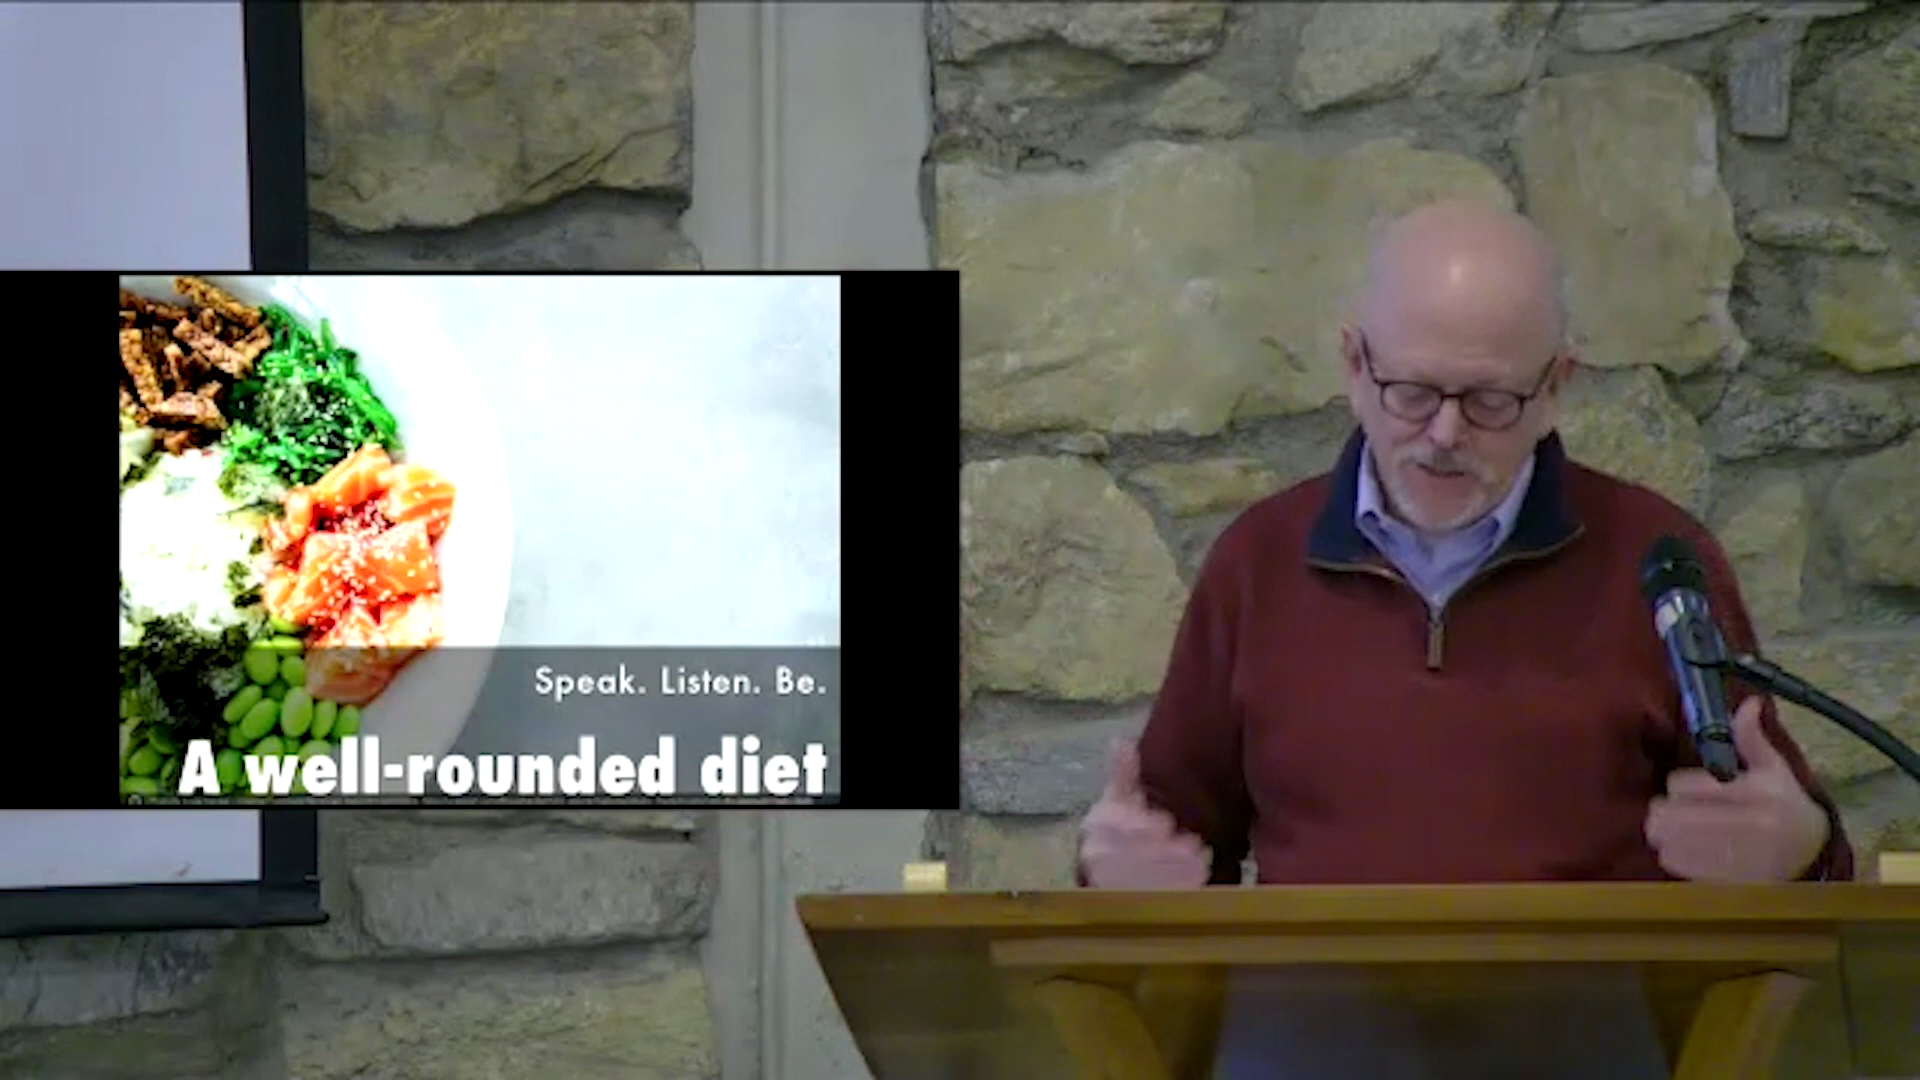 Speak. Listen. Be.
A well-rounded diet